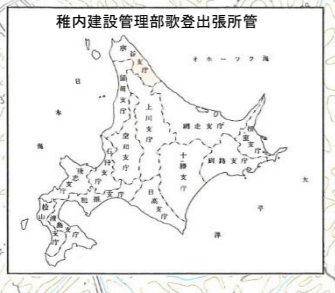 稚内建設管理部歌登出張所管
オホーツク海
日本海
太平洋
宗谷支庁
留萌支庁
上川支庁
網走支庁
根室支庁
空知支庁
石狩支庁
十勝支庁
釧路支庁
後志支庁
胆振支庁
日高支庁
桧山支庁
渡島支庁